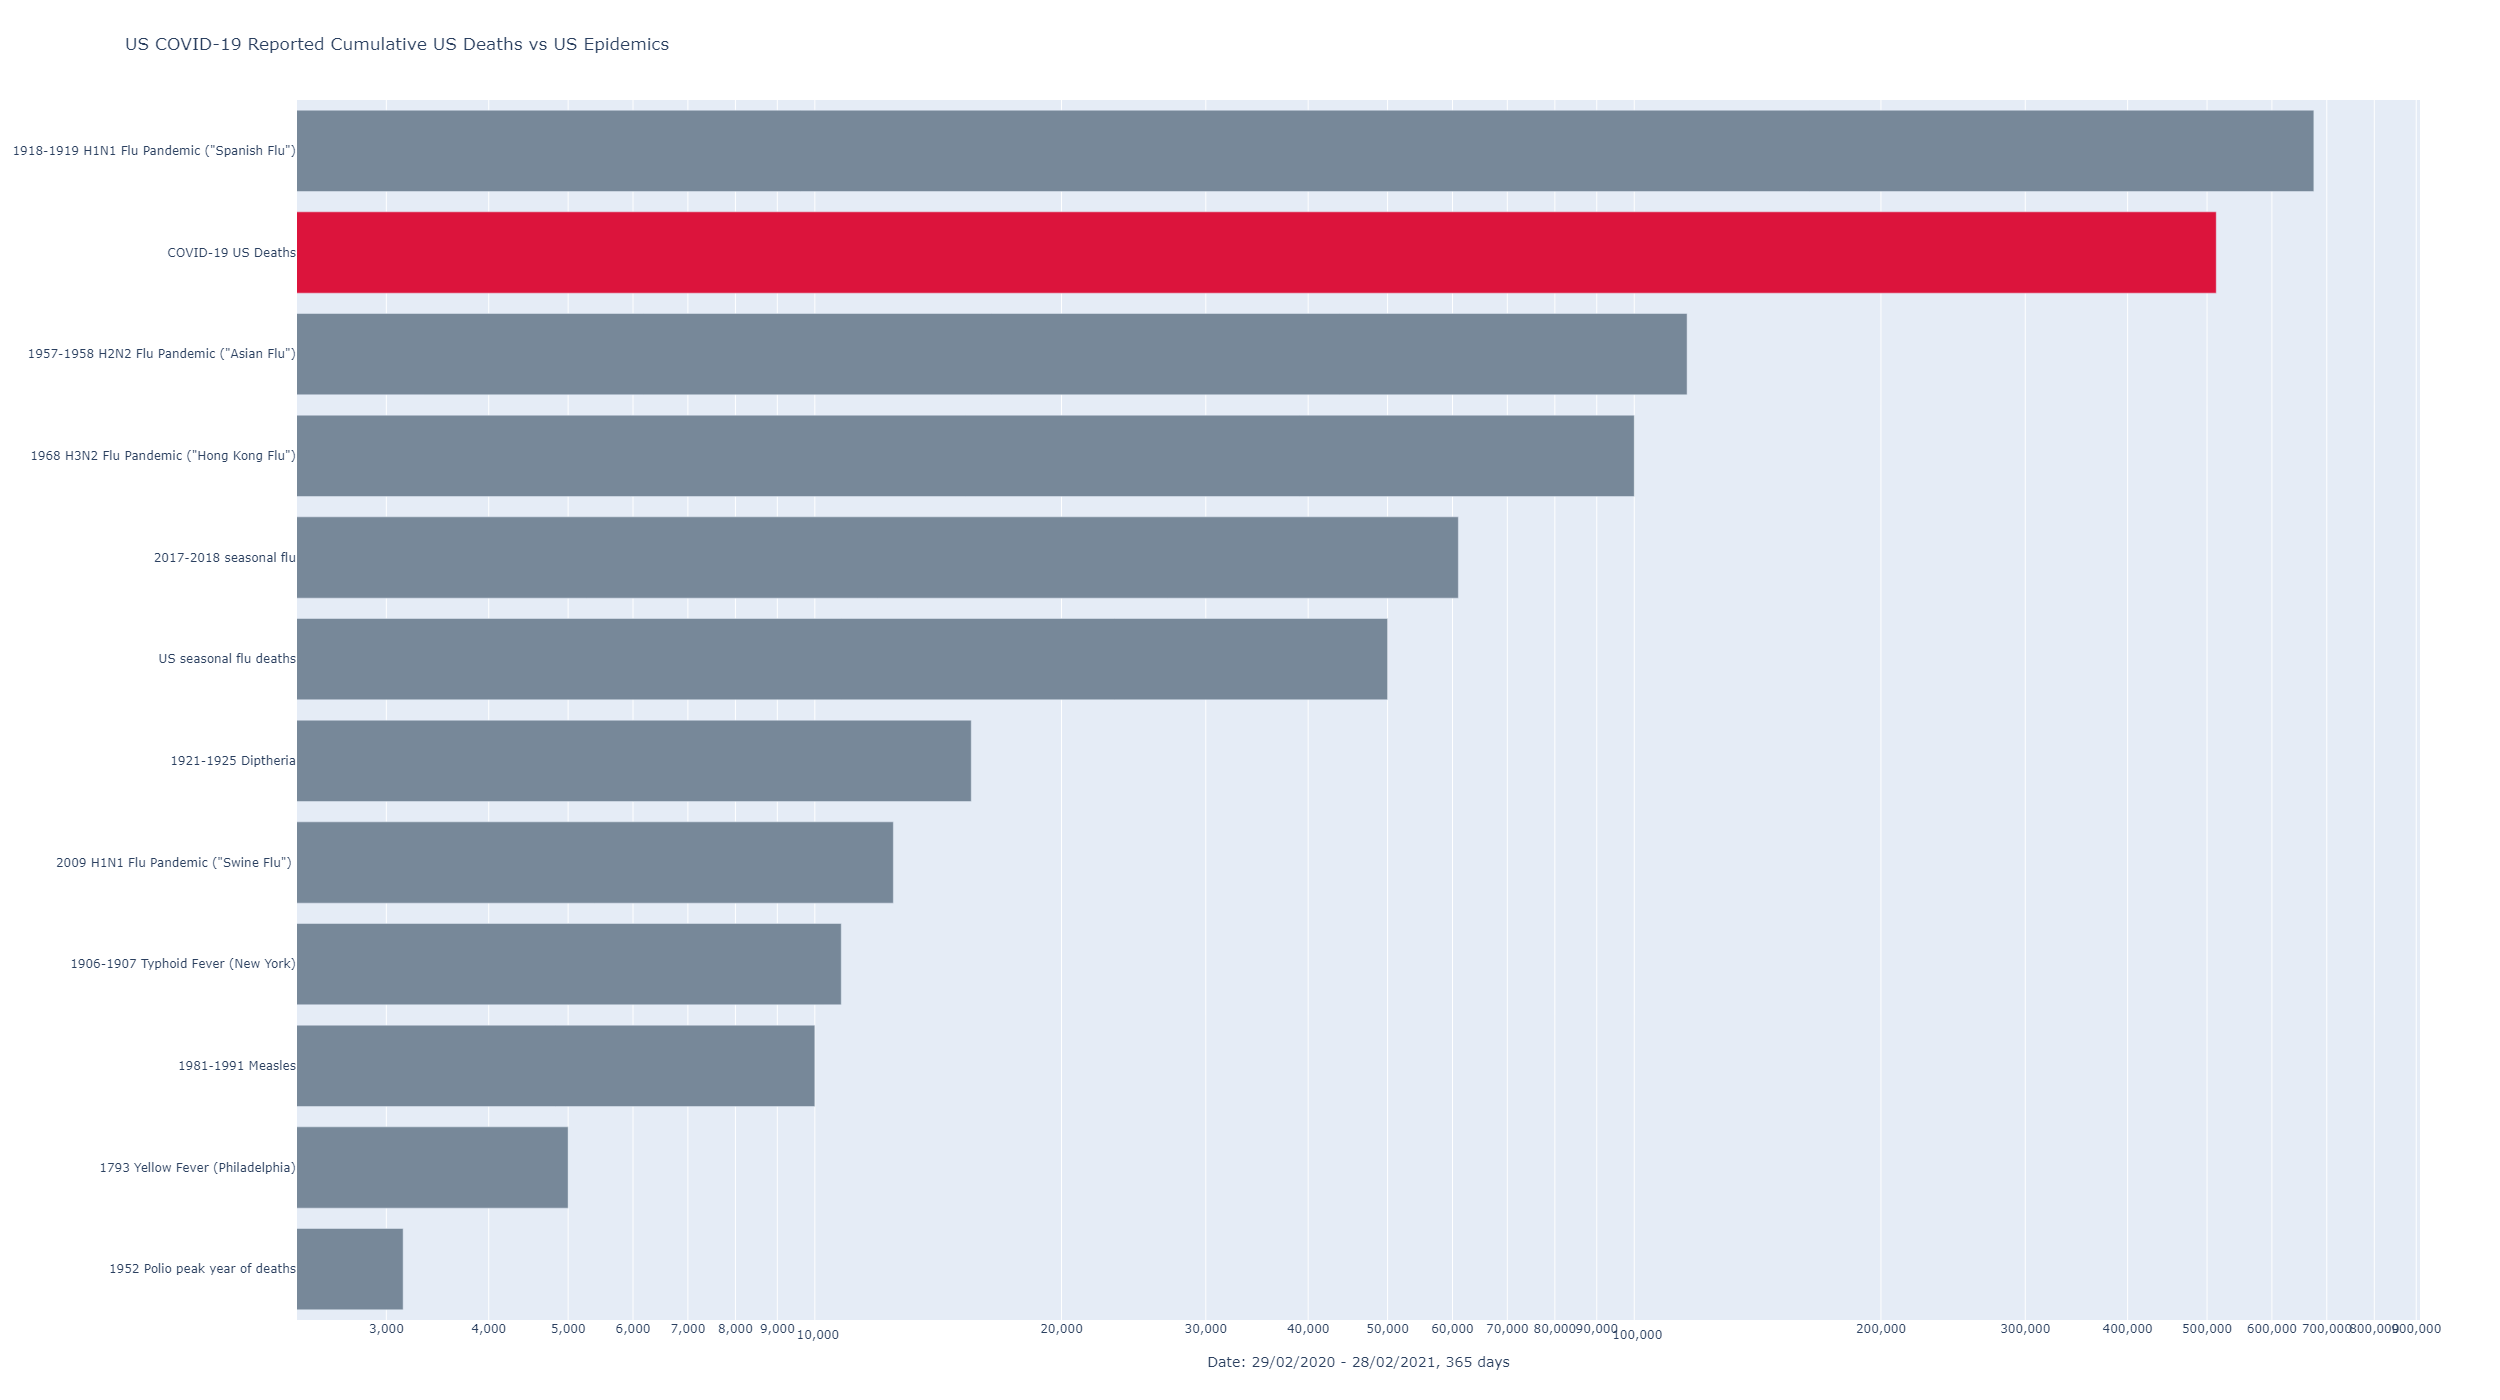 US COVID-19 Reported Cumulative US Deaths vs US Epidemics
1918-1919 H1N1 Flu Pandemic ("Spanish Flu")
COVID-19 US Deaths
1957-1958 H2N2 Flu Pandemic ("Asian Flu")
1968 H3N2 Flu Pandemic ("Hong Kong Flu")
2017-2018 seasonal flu
US seasonal flu deaths
1921-1925 Diptheria
2009 H1N1 Flu Pandemic ("Swine Flu")
1906-1907 Typhoid Fever (New York)
1981-1991 Measles
1793 Yellow Fever (Philadelphia)
1952 Polio peak year of deaths
3,000 4,000 5,000 6,000 7,000 8,000 9,000 10,000 20,000 30,000 40,000 50,000 60,000 70,000 80,000 90,000 100,000 200,000 300,000 400,000 500,000 600,000 700,000 800,000 900,000
Date: 29/02/2020 - 28/02/2021, 365 days